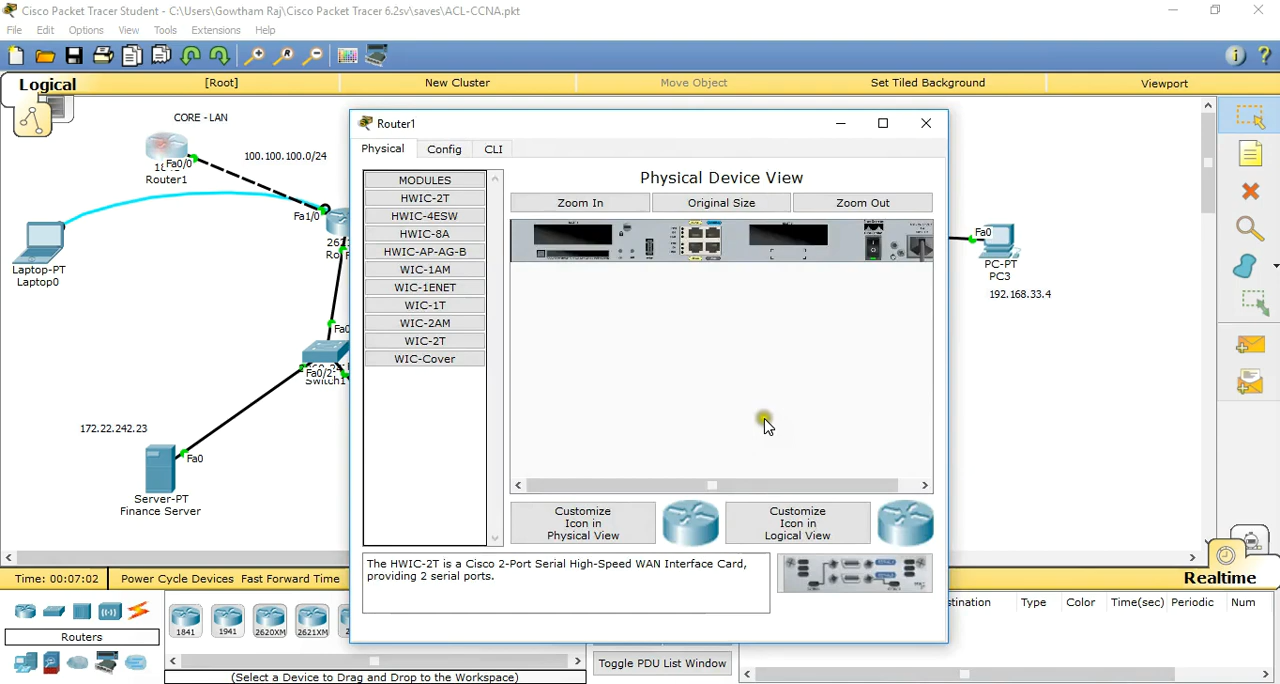 Cisco Packet Tracer Student - C:\Users\Gowtham Raj\Cisco Packet Tracer 6.2sv\saves\ACL-CCNA.pkt
File Edit Options View Tools Extensions Help
Logical
[Root]
New Cluster
Move Object
Set Tiled Background
Viewport
CORE - LAN
Fa0/0
Router1
100.100.100.0/24
Fa1/0
Laptop-PT
Laptop0
Fa0/2
Switch1
172.22.242.23
Fa0
Server-PT
Finance Server
Router1
Physical Config CLI
MODULES
HWIC-2T
HWIC-4ESW
HWIC-8A
HWIC-AP-AG-B
WIC-1AM
WIC-1ENET
WIC-1T
WIC-2AM
WIC-2T
WIC-Cover
Physical Device View
Zoom In
Original Size
Zoom Out
Customize
Icon in
Physical View
Customize
Icon in
Logical View
The HWIC-2T is a Cisco 2-Port Serial High-Speed WAN Interface Card,
providing 2 serial ports.
Fa0
PC-PT
PC3
192.168.33.4
Time: 00:07:02 Power Cycle Devices Fast Forward Time
Realtime
Routers
1841
1941
2620XM
2621XM
(Select a Device to Drag and Drop to the Workspace)
Toggle PDU List Window
stination Type Color Time(sec) Periodic Num